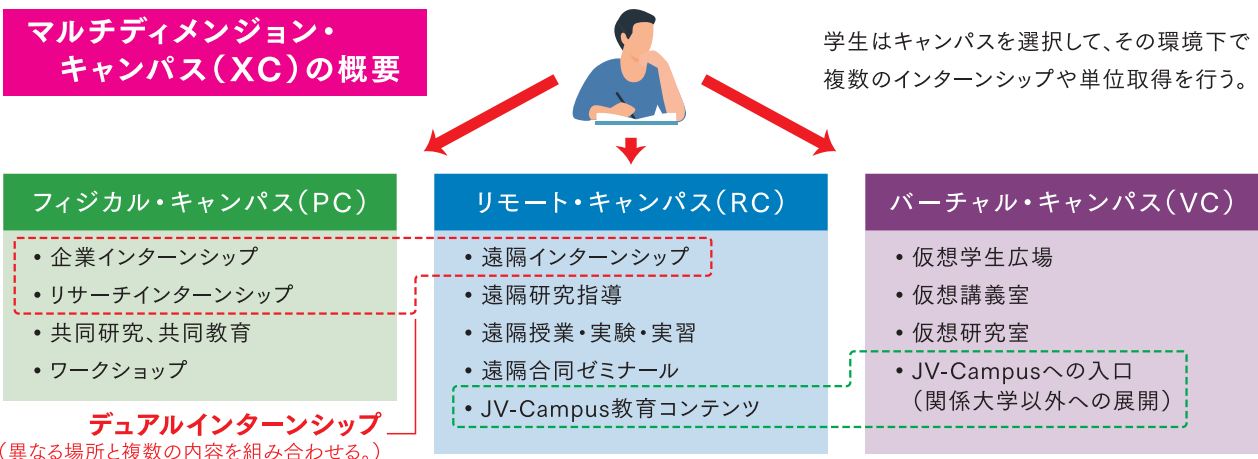 マルチディメンジョン・
キャンパス(XC)の概要
学生はキャンパスを選択して、その環境下で
複数のインターンシップや単位取得を行う。
フィジカル・キャンパス(PC)
・企業インターンシップ
・リサーチインターンシップ
・共同研究、共同教育
・ワークショップ
デュアルインターンシップ
(異なる場所と複数の内容を組み合わせる。)
リモート・キャンパス(RC)
・遠隔インターンシップ
・遠隔研究指導
・遠隔授業・実験・実習
・遠隔合同ゼミナール
・JV-Campus教育コンテンツ
バーチャル・キャンパス(VC)
・仮想学生広場
・仮想講義室
・仮想研究室
・JV-Campusへの入口
(関係大学以外への展開)